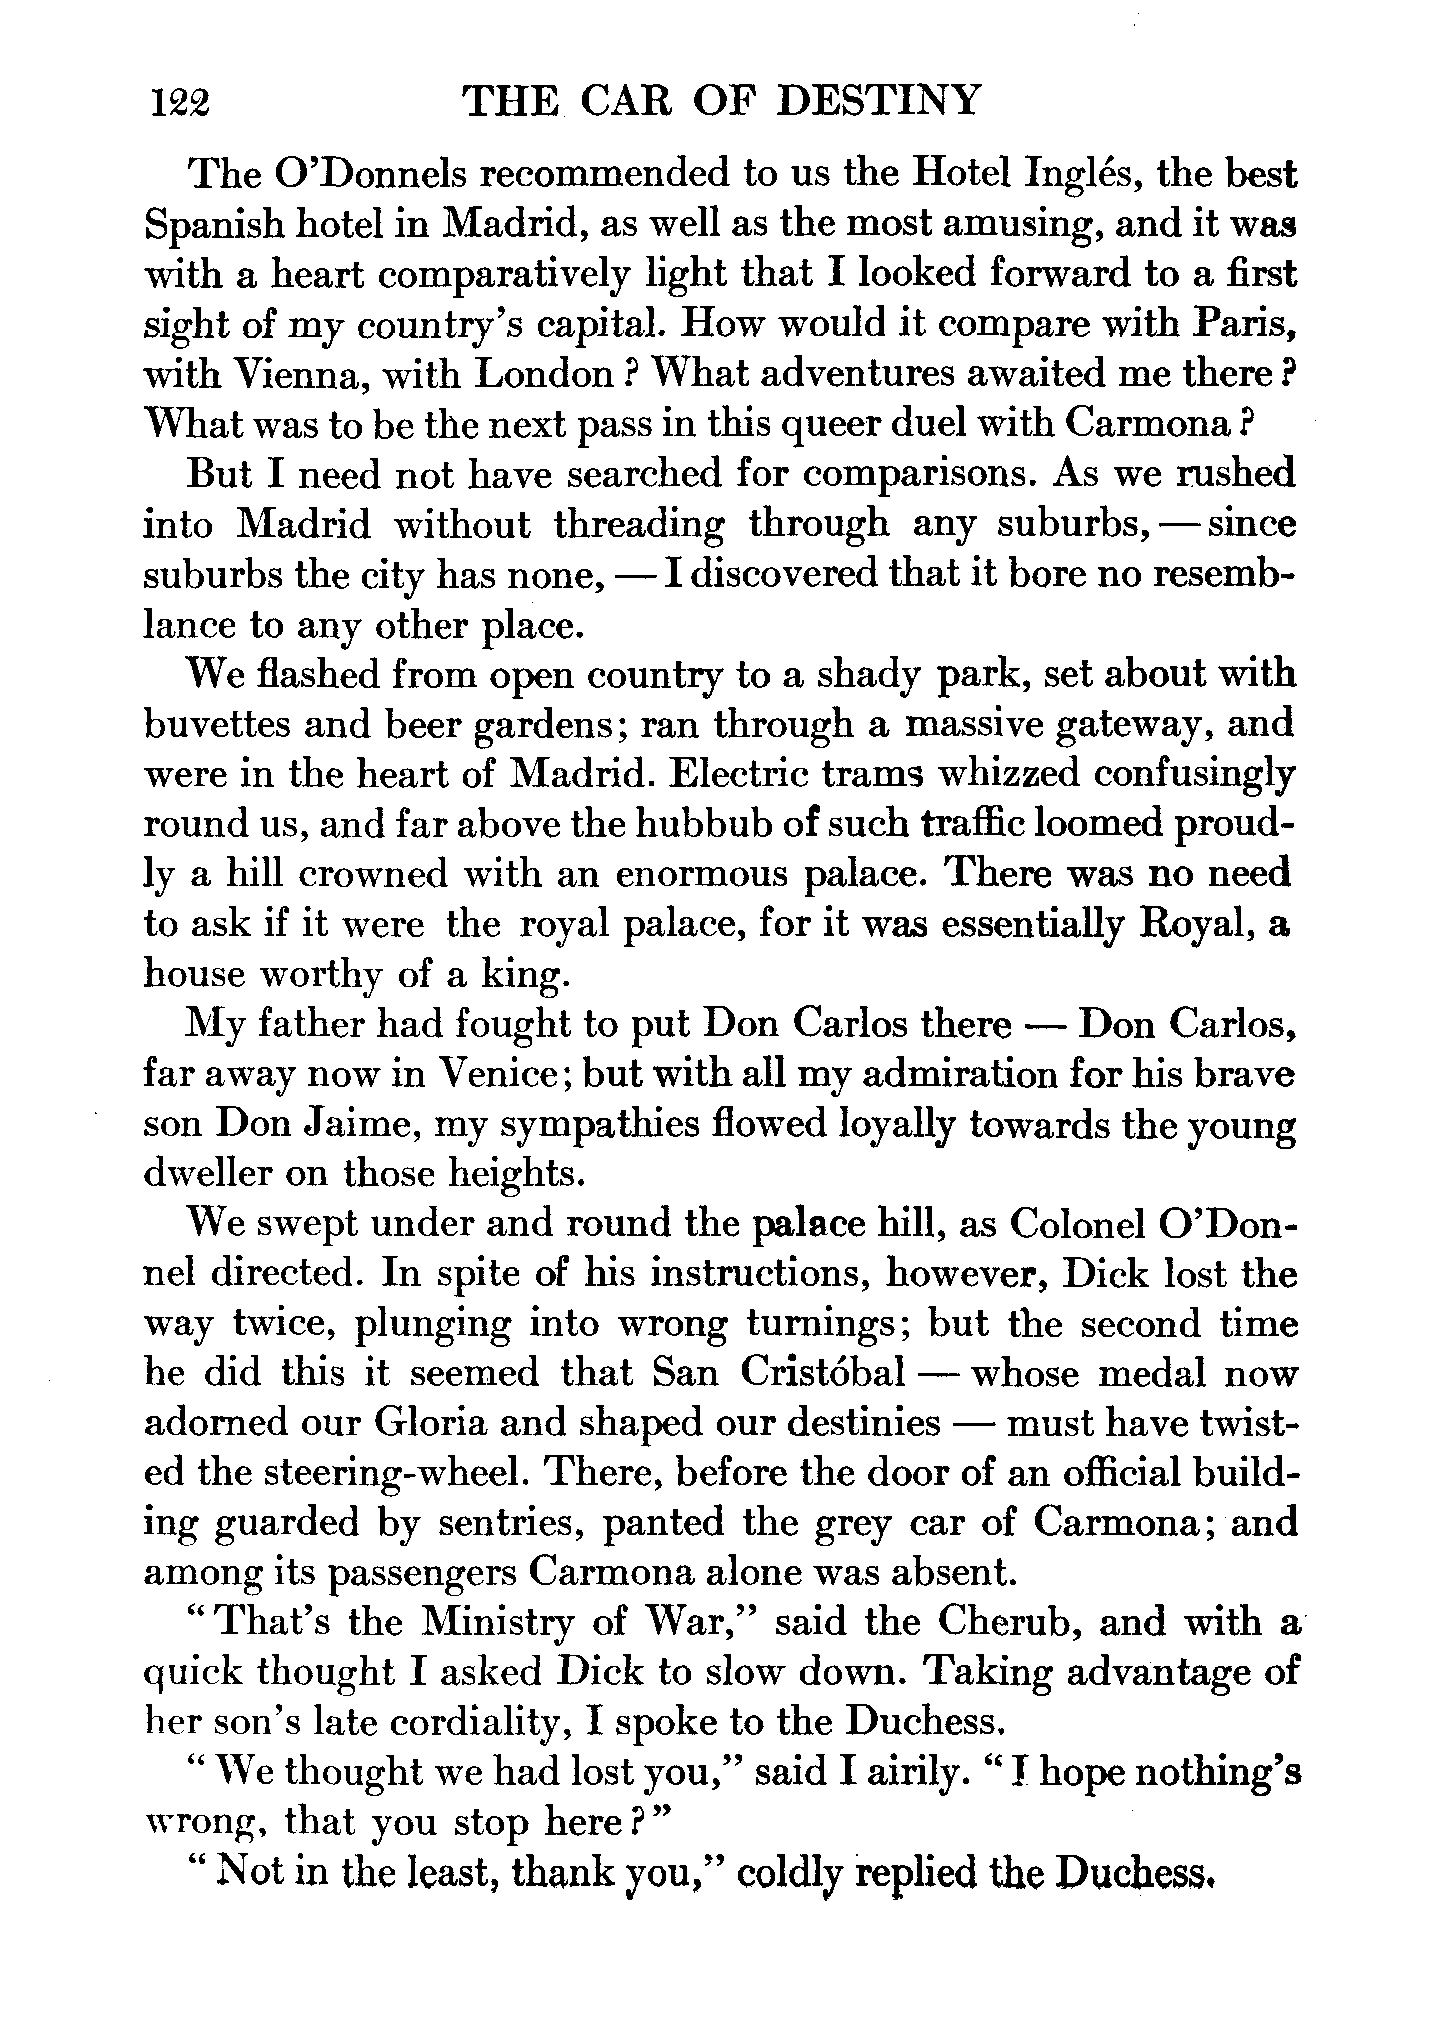 122 THE CAR OF DESTINY
The O'Donnels recommended to us the Hotel Inglés, the best
Spanish hotel in Madrid, as well as the most amusing, and it was
with a heart comparatively light that I looked forward to a first
sight of my country's capital. How would it compare with Paris,
with Vienna, with London? What adventures awaited me there?
What was to be the next pass in this queer duel with Carmona?
But I need not have searched for comparisons. As we rushed
into Madrid without threading through any suburbs, — since
suburbs the city has none, — I discovered that it bore no resemb-
lance to any other place.
We flashed from open country to a shady park, set about with
buvettes and beer gardens; ran through a massive gateway, and
were in the heart of Madrid. Electric trams whizzed confusingly
round us, and far above the hubbub of such traffic loomed proud-
ly a hill crowned with an enormous palace. There was no need
to ask if it were the royal palace, for it was essentially Royal, a
house worthy of a king.
My father had fought to put Don Carlos there — Don Carlos,
far away now in Venice; but with all my admiration for his brave
son Don Jaime, my sympathies flowed loyally towards the young
dweller on those heights.
We swept under and round the palace hill, as Colonel O'Don-
nel directed. In spite of his instructions, however, Dick lost the
way twice, plunging into wrong turnings; but the second time
he did this it seemed that San Cristóbal — whose medal now
adorned our Gloria and shaped our destinies — must have twist-
ed the steering-wheel. There, before the door of an official build-
ing guarded by sentries, panted the grey car of Carmona; and
among its passengers Carmona alone was absent.
"That's the Ministry of War," said the Cherub, and with a
quick thought I asked Dick to slow down. Taking advantage of
her son's late cordiality, I spoke to the Duchess.
"We thought we had lost you," said I airily. "I hope nothing's
wrong, that you stop here?"
"Not in the least, thank you," coldly replied the Duchess.